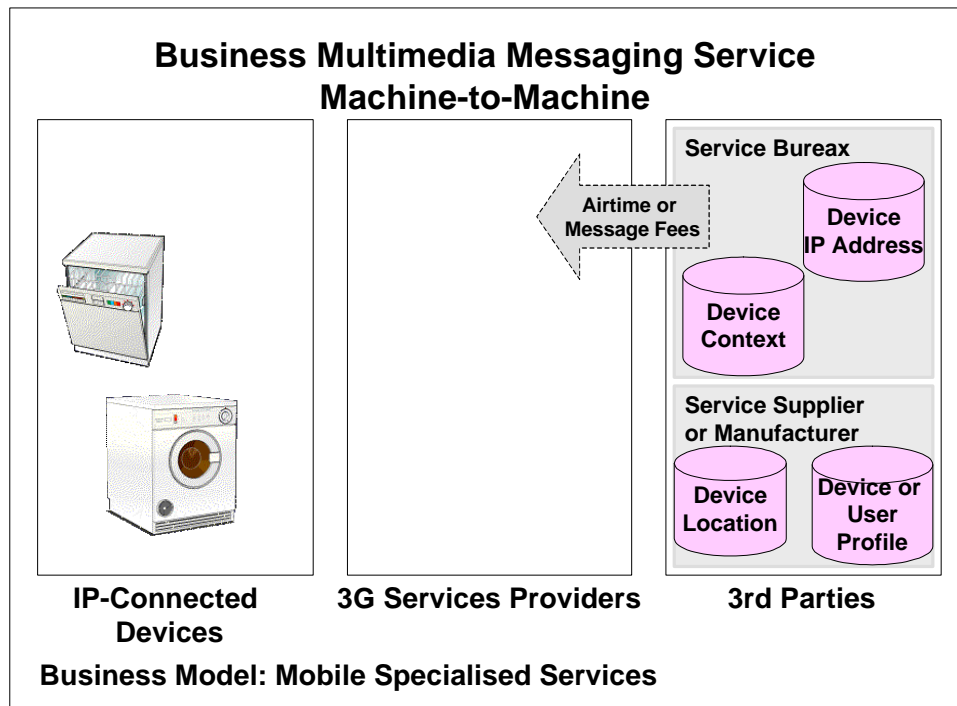 Business Multimedia Messaging Service
Machine-to-Machine
Service Bureax
Device
IP Address
Airtime or
Message Fees
Device
Context
Service Supplier
or Manufacturer
Device
Location
Device or
User
Profile
IP-Connected
Devices
3G Services Providers
3rd Parties
Business Model: Mobile Specialised Services